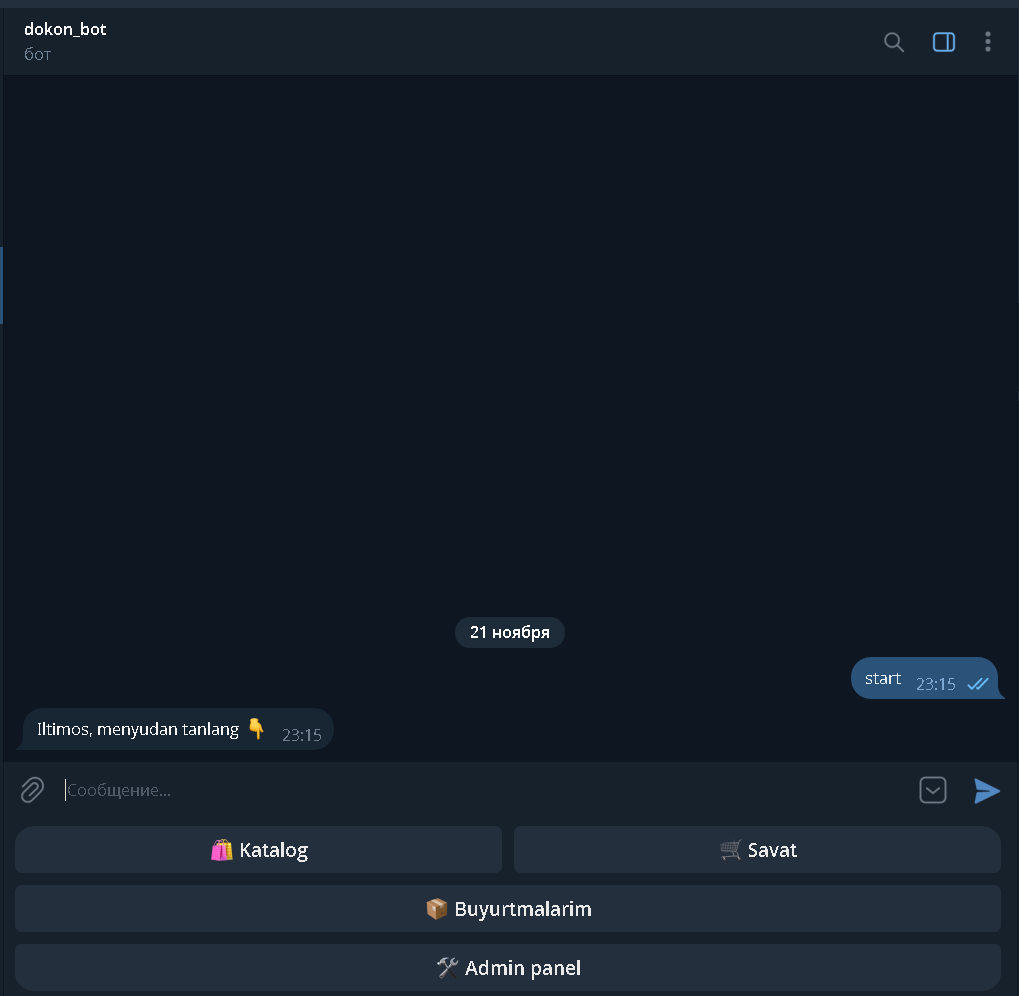 dokon_bot
бот
21 ноября
start 23:15
Iltimos, menyudan tanlang 👇 23:15
Сообщение...
🛍️ Katalog
🛒 Savat
📦 Buyurtmalarim
🛠️ Admin panel